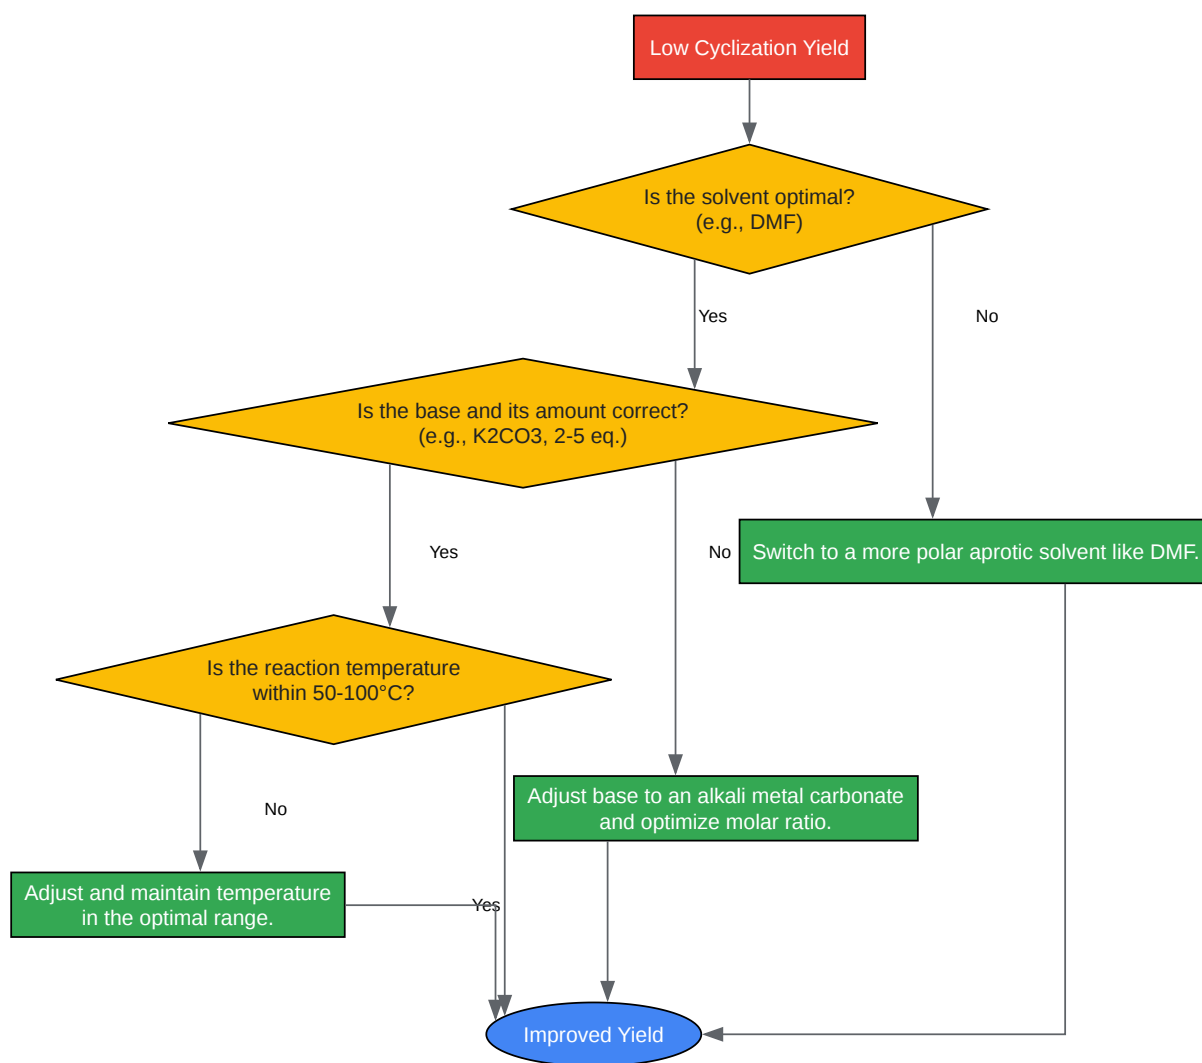 Low Cyclization Yield
Is the solvent optimal?
(e.g., DMF)
Yes
No
Is the base and its amount correct?
(e.g., K2CO3, 2-5 eq.)
Yes
No
Switch to a more polar aprotic solvent like DMF.
Is the reaction temperature
within 50-100°C?
No
Adjust base to an alkali metal carbonate
and optimize molar ratio.
Adjust and maintain temperature
in the optimal range.
Yes
Improved Yield